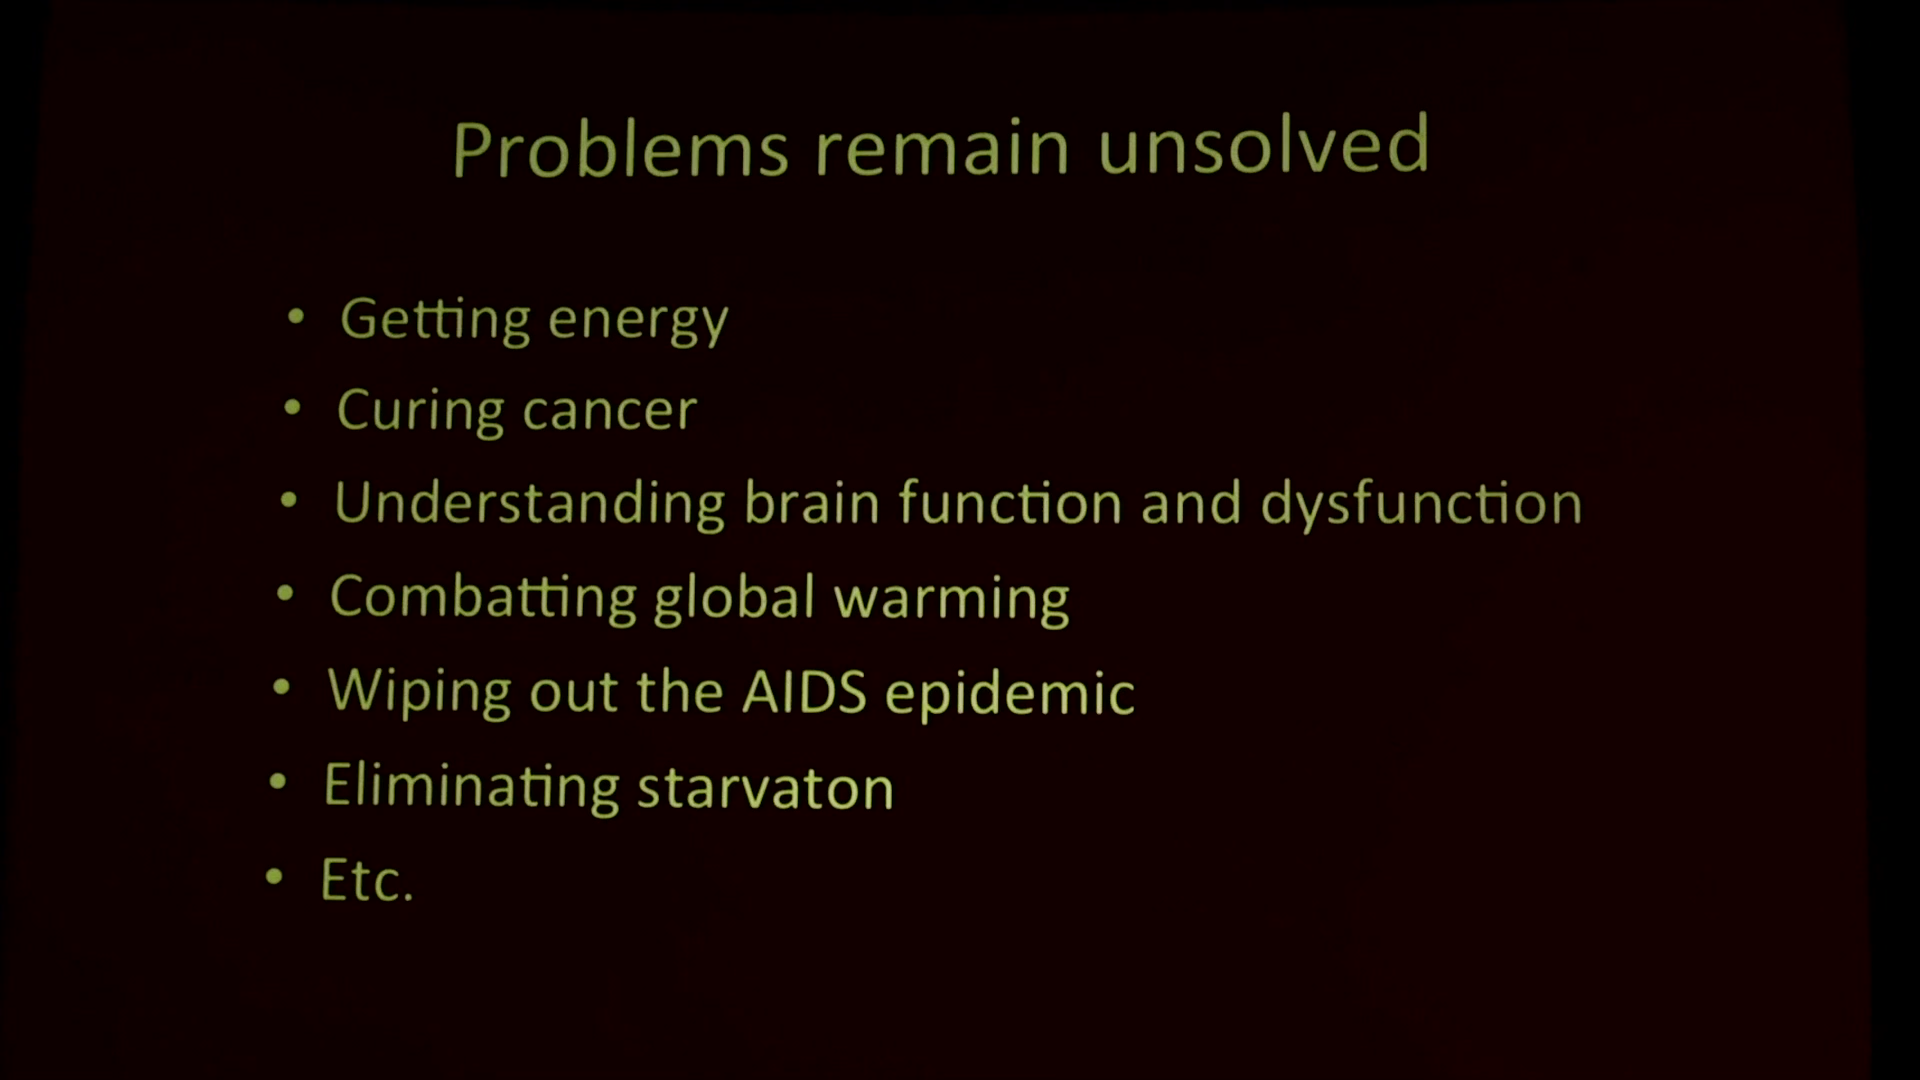 Problems remain unsolved
• Getting energy
• Curing cancer
• Understanding brain function and dysfunction
• Combatting global warming
• Wiping out the AIDS epidemic
• Eliminating starvaton
• Etc.